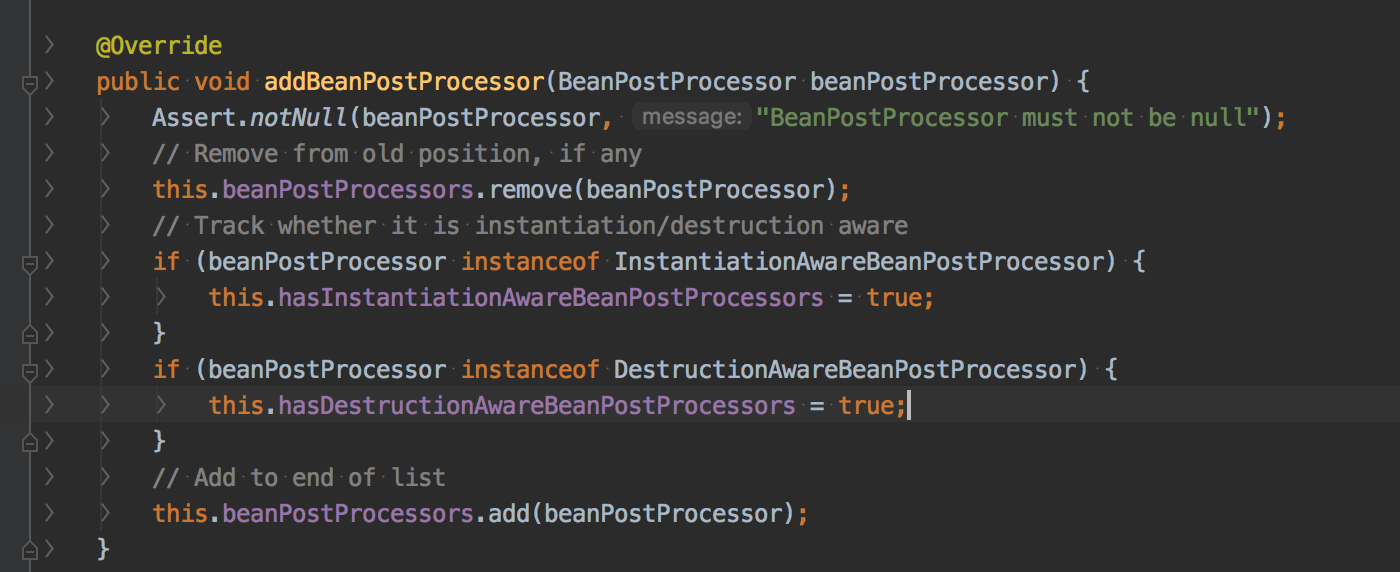 @Override
public void addBeanPostProcessor(BeanPostProcessor beanPostProcessor) {
Assert.notNull(beanPostProcessor, message: "BeanPostProcessor must not be null");
// Remove from old position, if any
this.beanPostProcessors.remove(beanPostProcessor);
// Track whether it is instantiation/destruction aware
if (beanPostProcessor instanceof InstantiationAwareBeanPostProcessor) {
this.hasInstantiationAwareBeanPostProcessors = true;
}
if (beanPostProcessor instanceof DestructionAwareBeanPostProcessor) {
this.hasDestructionAwareBeanPostProcessors = true;
}
// Add to end of list
this.beanPostProcessors.add(beanPostProcessor);
}